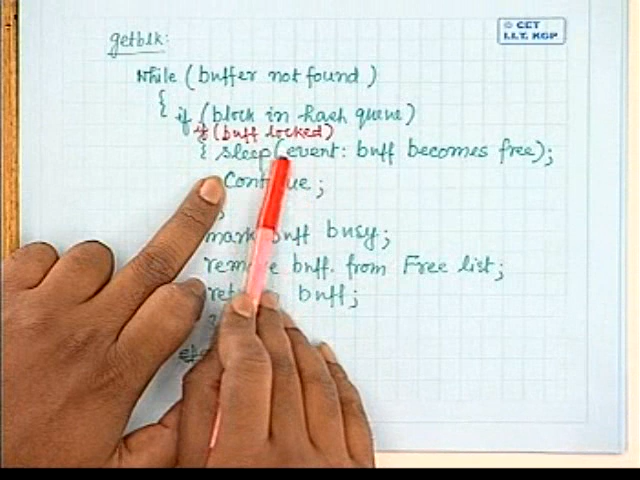 © CET
I.I.T. KGP
getblk:
While (buffer not found)
{ if (block in hash queue)
if (buff locked)
{ sleep (event: buff becomes free);
Continue;
mark buff busy;
remove buff. from Free list;
buff;